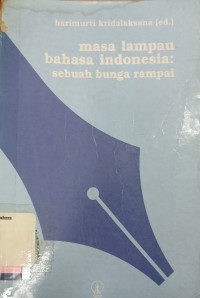 harimurti kridalaksana (ed.)
masa lampau
bahasa indonesia:
sebuah bunga rampai